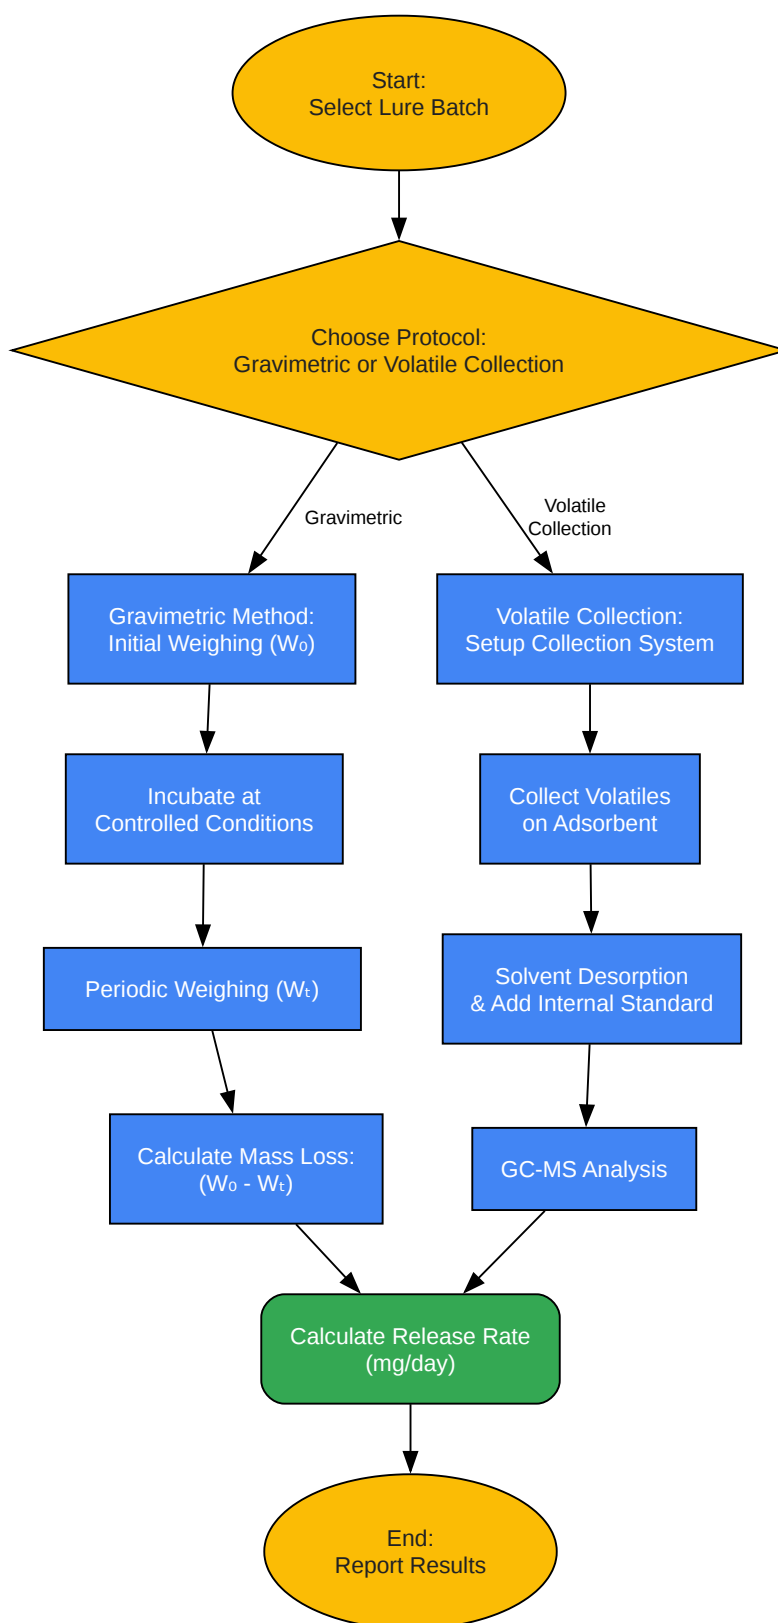 Start:
Select Lure Batch
Choose Protocol:
Gravimetric or Volatile Collection
Gravimetric
Volatile
Collection
Gravimetric Method:
Initial Weighing (W₀)
Volatile Collection:
Setup Collection System
Incubate at
Controlled Conditions
Collect Volatiles
on Adsorbent
Periodic Weighing (Wₜ)
Solvent Desorption
& Add Internal Standard
Calculate Mass Loss:
(W₀ - Wₜ)
GC-MS Analysis
Calculate Release Rate
(mg/day)
End:
Report Results